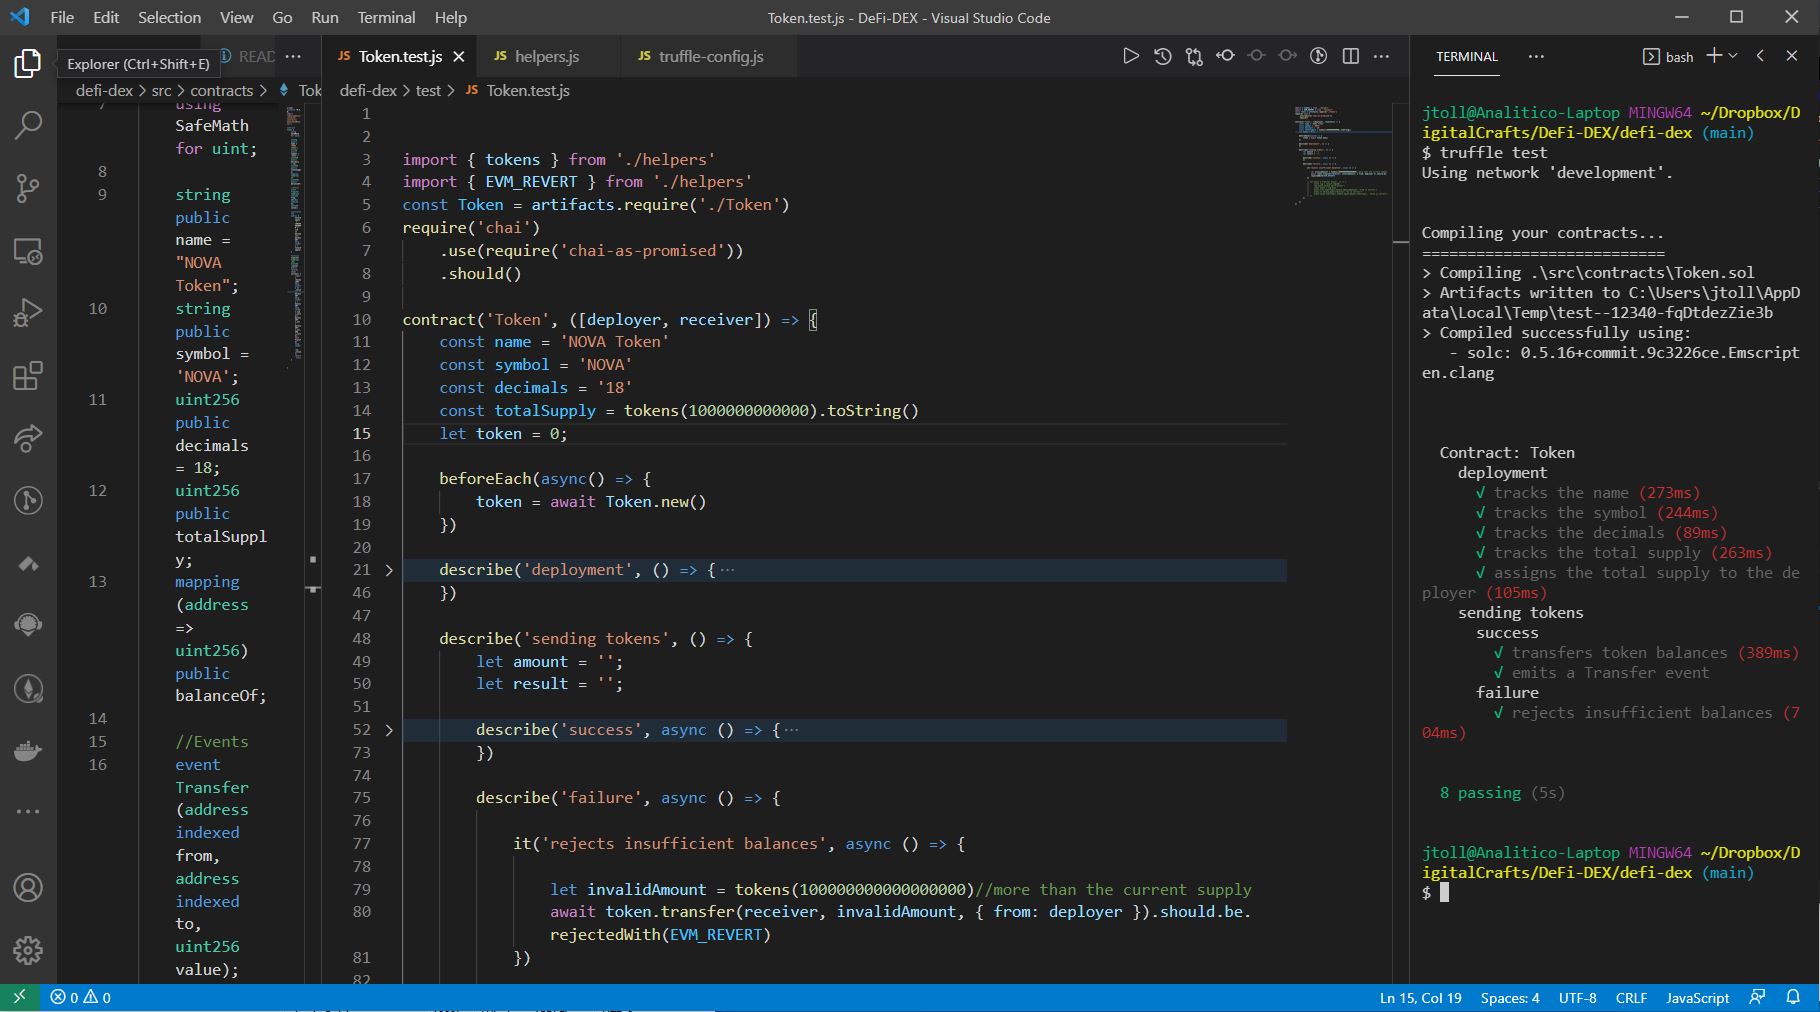 File Edit Selection View Go Run Terminal Help
Token.test.js - DeFi-DEX - Visual Studio Code
Explorer (Ctrl+Shift+E)
READ
defi-dex > src > contracts > Tok
7 using
SafeMath
for uint;
8
9 string
public
name =
"NOVA
Token";
10 string
public
symbol =
'NOVA';
11 uint256
public
decimals
= 18;
12 uint256
public
totalSuppl
y;
13 mapping
(address
=>
uint256)
public
balanceOf;
14
15 //Events
16 event
Transfer
(address
indexed
from,
address
indexed
to,
uint256
value);
JS Token.test.js
JS helpers.js
JS truffle-config.js
defi-dex > test > JS Token.test.js
1
2
3 import { tokens } from './helpers'
4 import { EVM_REVERT } from './helpers'
5 const Token = artifacts.require('./Token')
6 require('chai')
7 .use(require('chai-as-promised'))
8 .should()
9
10 contract('Token', ([deployer, receiver]) => {
11 const name = 'NOVA Token'
12 const symbol = 'NOVA'
13 const decimals = '18'
14 const totalSupply = tokens(1000000000000).toString()
15 let token = 0;
16
17 beforeEach(async() => {
18 token = await Token.new()
19 })
20
21 describe('deployment', () => {···
46 })
47
48 describe('sending tokens', () => {
49 let amount = '';
50 let result = '';
51
52 describe('success', async () => {···
73 })
74
75 describe('failure', async () => {
76
77 it('rejects insufficient balances', async () => {
78
79 let invalidAmount = tokens(100000000000000000)//more than the current supply
80 await token.transfer(receiver, invalidAmount, { from: deployer }).should.be.
rejectedWith(EVM_REVERT)
81 })
82
TERMINAL
bash
jtoll@Analitico-Laptop MINGW64 ~/Dropbox/D
igitalCrafts/DeFi-DEX/defi-dex (main)
$ truffle test
Using network 'development'.
Compiling your contracts...
===========================
> Compiling .\src\contracts\Token.sol
> Artifacts written to C:\Users\jtoll\AppD
ata\Local\Temp\test--12340-fqDtdezZie3b
> Compiled successfully using:
- solc: 0.5.16+commit.9c3226ce.Emscript
en.clang
Contract: Token
deployment
√ tracks the name (273ms)
√ tracks the symbol (244ms)
√ tracks the decimals (89ms)
√ tracks the total supply (263ms)
√ assigns the total supply to the de
ployer (105ms)
sending tokens
success
√ transfers token balances (389ms)
√ emits a Transfer event
failure
√ rejects insufficient balances (7
04ms)
8 passing (5s)
jtoll@Analitico-Laptop MINGW64 ~/Dropbox/D
igitalCrafts/DeFi-DEX/defi-dex (main)
$
0 0
Ln 15, Col 19 Spaces: 4 UTF-8 CRLF JavaScript